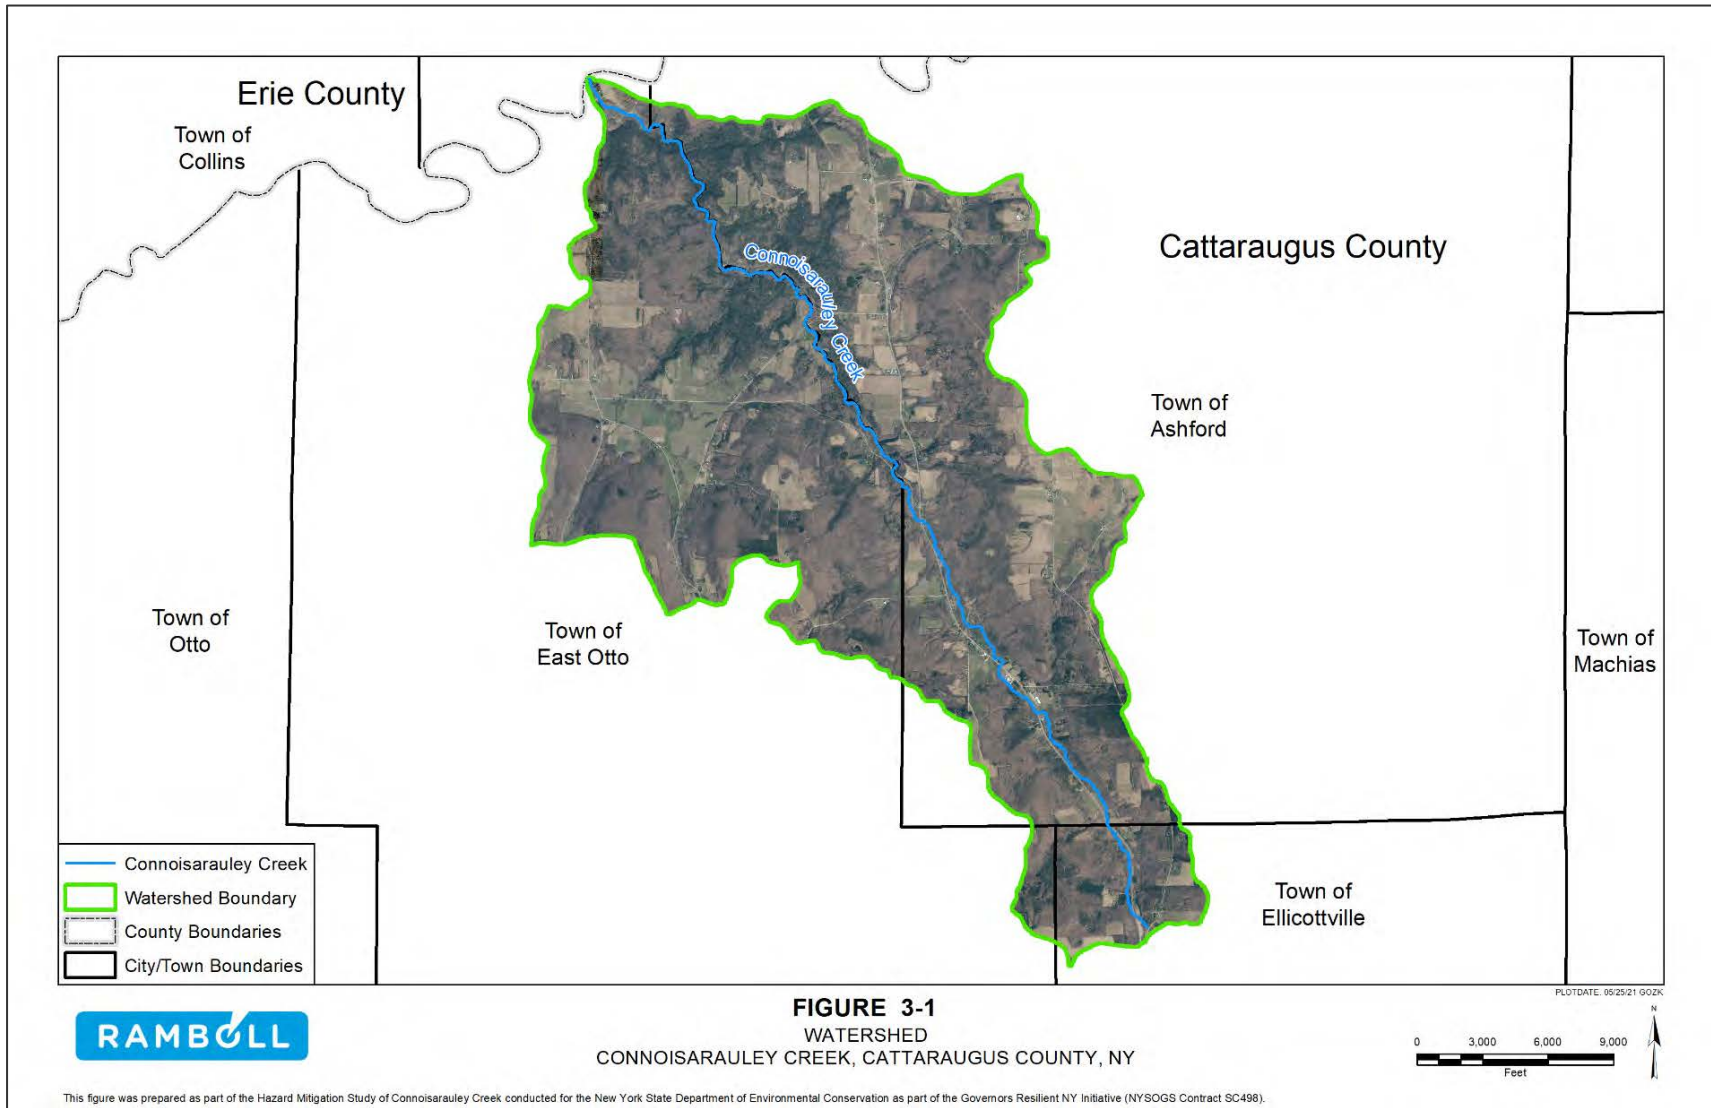 Erie County
Town of
Collins
Connoisarauley Creek
Cattaraugus County
Town of
Ashford
Town of
Otto
Town of
East Otto
Town of
Machias
Town of
Ellicottville
Connoisarauley Creek
Watershed Boundary
County Boundaries
City/Town Boundaries
PLOTDATE: 05/25/21 GOZK
RAMBOLL
FIGURE 3-1
WATERSHED
CONNOISARAULEY CREEK, CATTARAUGUS COUNTY, NY
N
0 3,000 6,000 9,000
Feet
This figure was prepared as part of the Hazard Mitigation Study of Connoisarauley Creek conducted for the New York State Department of Environmental Conservation as part of the Governors Resilient NY Initiative (NYSOGS Contract SC498).